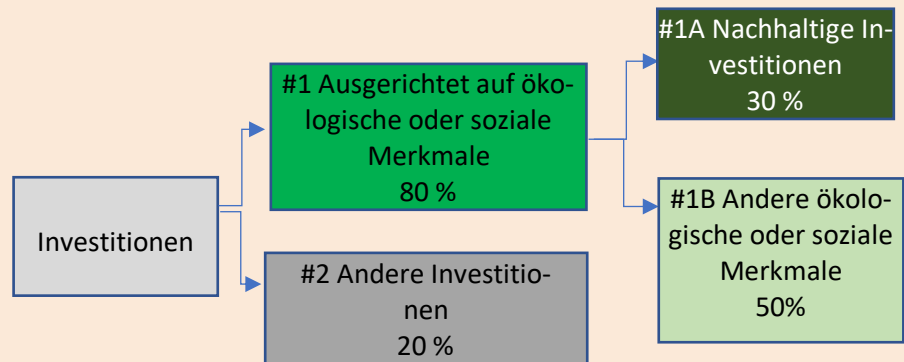 Investitionen
#1 Ausgerichtet auf öko-
logische oder soziale
Merkmale
80 %
#2 Andere Investitio-
nen
20 %
#1A Nachhaltige In-
vestitionen
30 %
#1B Andere ökolo-
gische oder soziale
Merkmale
50%